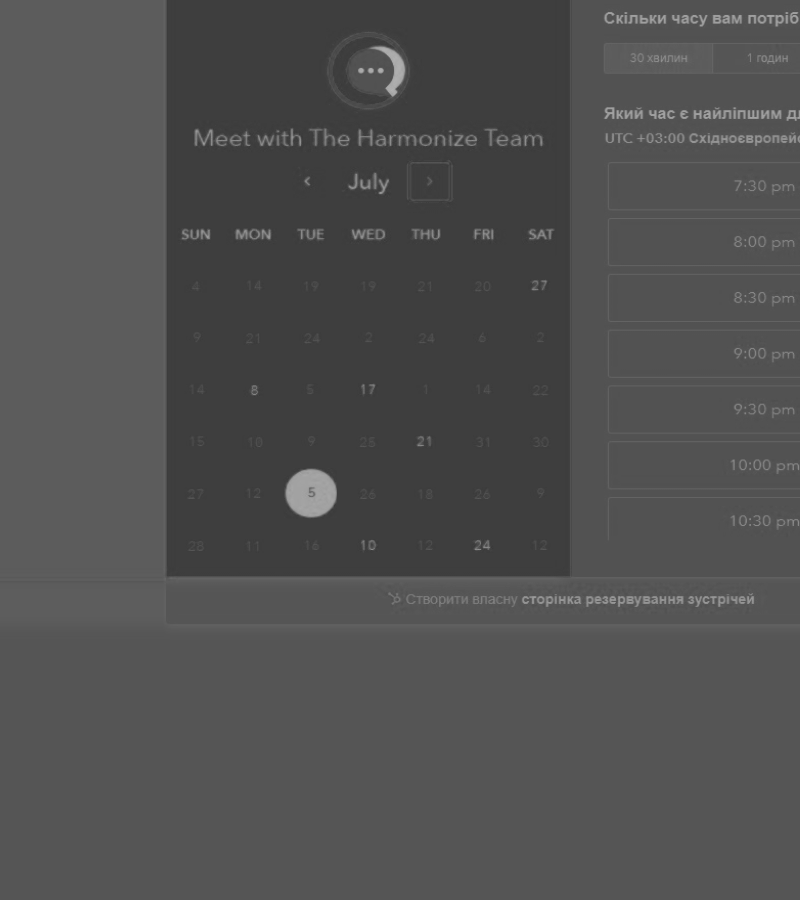 Meet with The Harmonize Team
July
SUN MON TUE WED THU FRI SAT
4 14 19 19 21 20 27
9 21 24 2 24 6 2
14 8 5 17 1 14 22
15 18 9 28 21 31 30
27 12 5 26 18 26 9
28 11 16 10 12 24 12
Скільки часу вам потріб
30 хвилин 1 годин
Який час є найліпшим д
UTC +03:00 Східноєвропей
7:30 pm
8:00 pm
8:30 pm
9:00 pm
9:30 pm
10:00 pm
10:30 pm
Створити власну сторінка резервування зустрічей